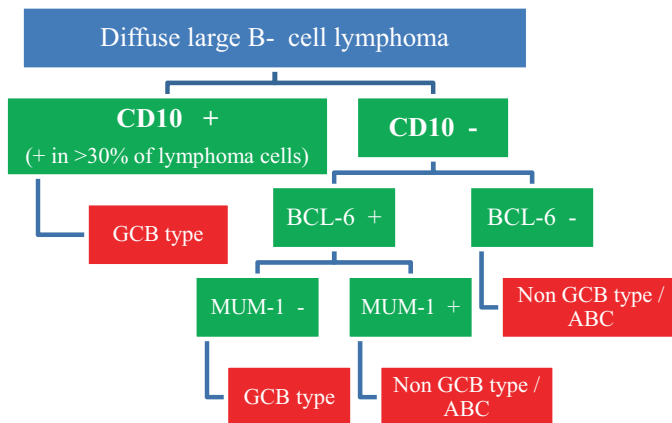 Diffuse large B- cell lymphoma
CD10 +
(+ in >30% of lymphoma cells)
CD10 -
GCB type
BCL-6 +
BCL-6 -
MUM-1 -
MUM-1 +
Non GCB type /
ABC
GCB type
Non GCB type /
ABC